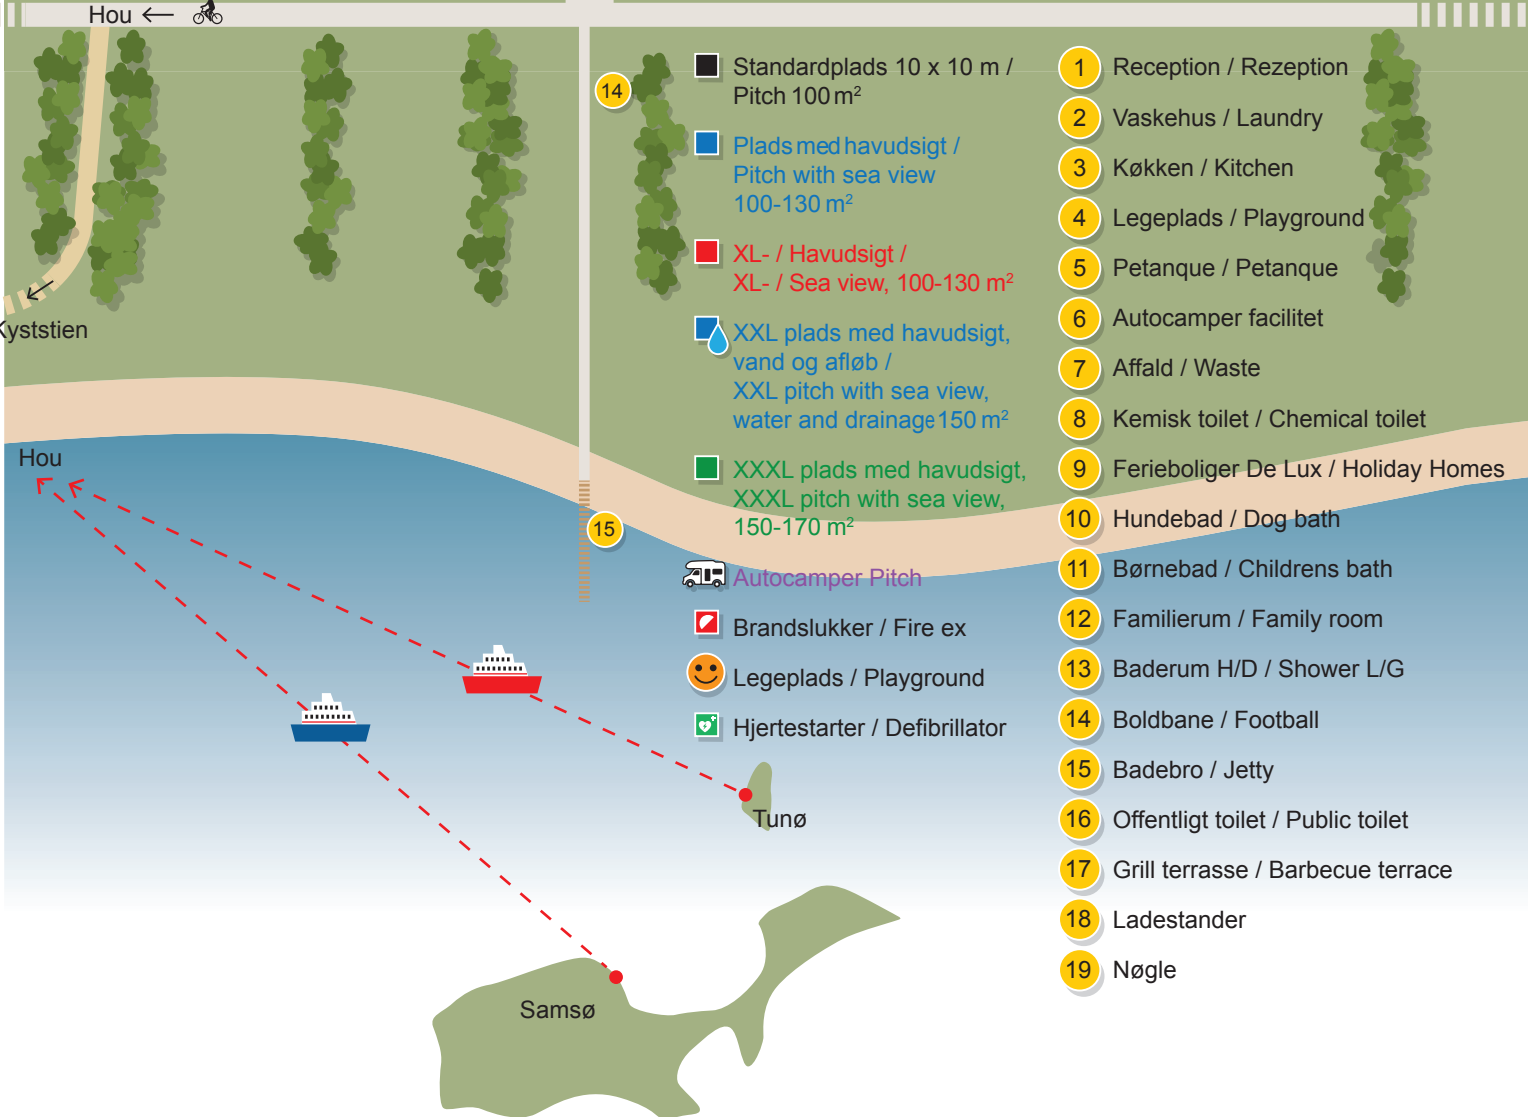 Hou
14
Kyststien
Hou
15
Tunø
Samsø
Standardplads 10 x 10 m /
Pitch 100 m²
Plads med havudsigt /
Pitch with sea view
100-130 m²
XL- / Havudsigt /
XL- / Sea view, 100-130 m²
XXL plads med havudsigt,
vand og afløb /
XXL pitch with sea view,
water and drainage 150 m²
XXXL plads med havudsigt,
XXXL pitch with sea view,
150-170 m²
Autocamper Pitch
Brandslukker / Fire ex
Legeplads / Playground
Hjertestarter / Defibrillator
1 Reception / Rezeption
2 Vaskehus / Laundry
3 Køkken / Kitchen
4 Legeplads / Playground
5 Petanque / Petanque
6 Autocamper facilitet
7 Affald / Waste
8 Kemisk toilet / Chemical toilet
9 Ferieboliger De Lux / Holiday Homes
10 Hundebad / Dog bath
11 Børnebad / Childrens bath
12 Familierum / Family room
13 Baderum H/D / Shower L/G
14 Boldbane / Football
15 Badebro / Jetty
16 Offentligt toilet / Public toilet
17 Grill terrasse / Barbecue terrace
18 Ladestander
19 Nøgle